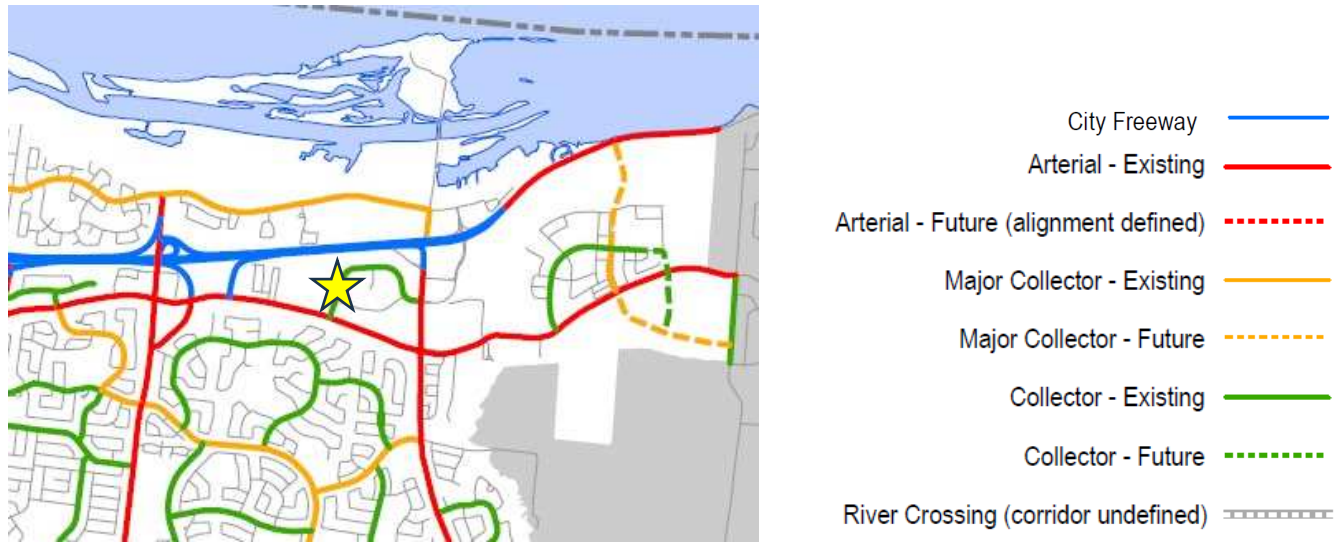 City Freeway
Arterial - Existing
Arterial - Future (alignment defined)
Major Collector - Existing
Major Collector - Future
Collector - Existing
Collector - Future
River Crossing (corridor undefined)